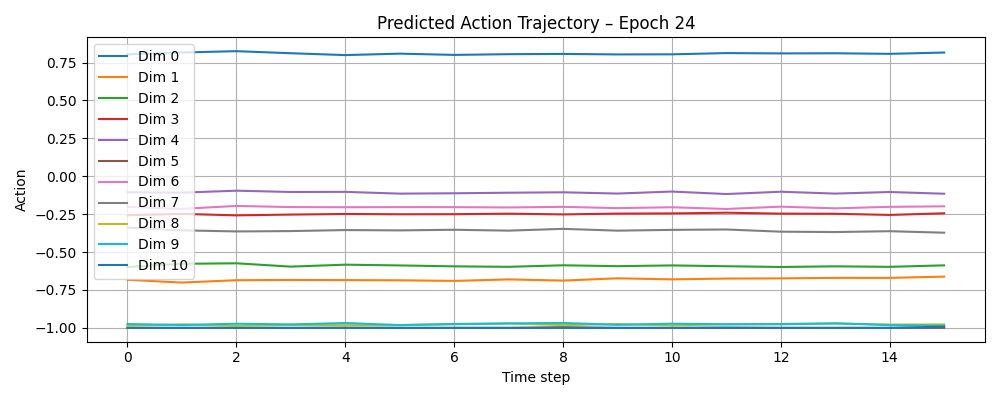 Predicted Action Trajectory – Epoch 24
Action
0.75
0.50
0.25
0.00
−0.25
−0.50
−0.75
−1.00
Dim 0
Dim 1
Dim 2
Dim 3
Dim 4
Dim 5
Dim 6
Dim 7
Dim 8
Dim 9
Dim 10
0 2 4 6 8 10 12 14
Time step